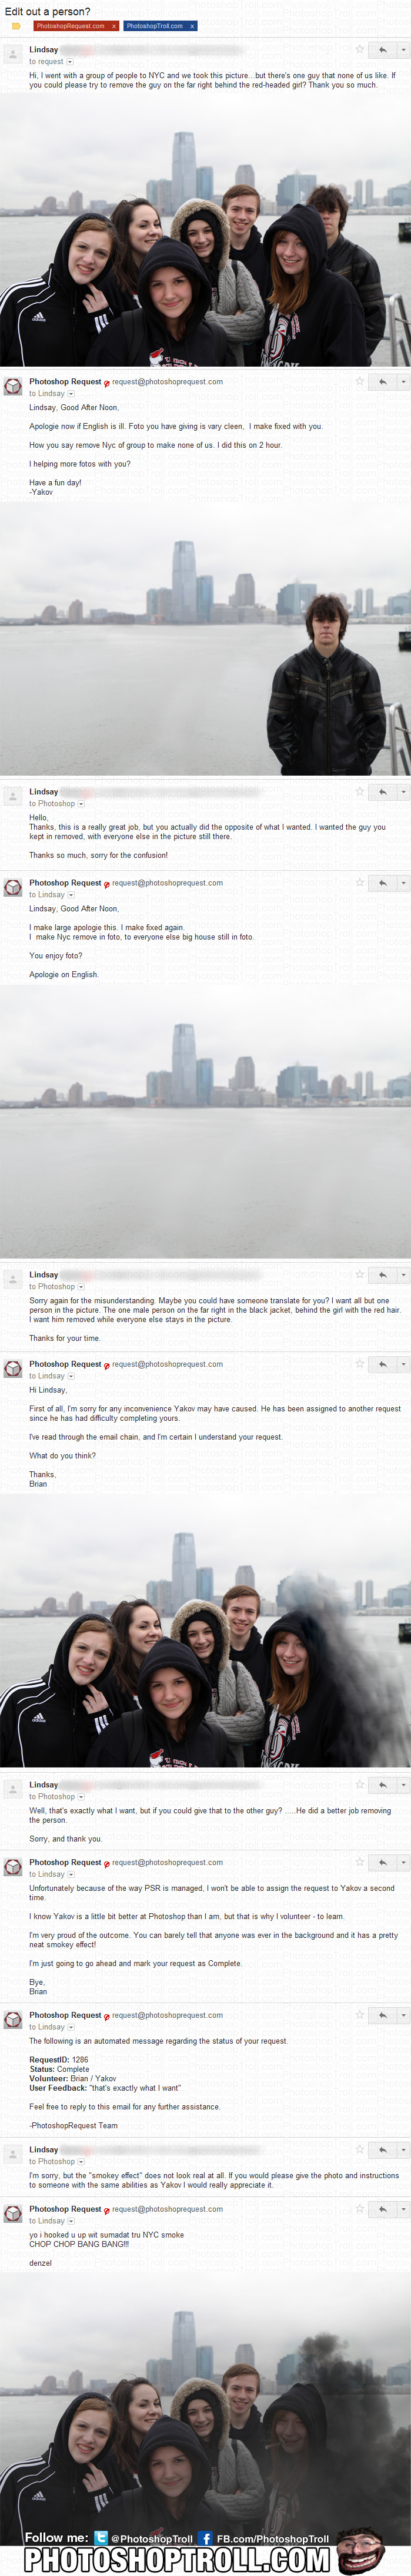 Edit out a person?
PhotoshopRequest.com x PhotoshopTroll.com x
Lindsay
to request
Hi, I went with a group of people to NYC and we took this picture...but there's one guy that none of us like. If
you could please try to remove the guy on the far right behind the red-headed girl? Thank you so much.
adidas
Photoshop Request request@photoshoprequest.com
to Lindsay
Lindsay, Good After Noon,
Apologie now if English is ill. Foto you have giving is vary cleen, I make fixed with you.
How you say remove Nyc of group to make none of us. I did this on 2 hour.
I helping more fotos with you?
Have a fun day!
-Yakov
Lindsay
to Photoshop
Hello,
Thanks, this is a really great job, but you actually did the opposite of what I wanted. I wanted the guy you
kept in removed, with everyone else in the picture still there.
Thanks so much, sorry for the confusion!
Photoshop Request request@photoshoprequest.com
to Lindsay
Lindsay, Good After Noon,
I make large apologie this. I make fixed again.
I make Nyc remove in foto, to everyone else big house still in foto.
You enjoy foto?
Apologie on English.
Lindsay
to Photoshop
Sorry again for the misunderstanding. Maybe you could have someone translate for you? I want all but one
person in the picture. The one male person on the far right in the black jacket, behind the girl with the red hair.
I want him removed while everyone else stays in the picture.
Thanks for your time.
Photoshop Request request@photoshoprequest.com
to Lindsay
Hi Lindsay,
First of all, I'm sorry for any inconvenience Yakov may have caused. He has been assigned to another request
since he has had difficulty completing yours.
I've read through the email chain, and I'm certain I understand your request.
What do you think?
Thanks,
Brian
adidas
Lindsay
to Photoshop
Well, that's exactly what I want, but if you could give that to the other guy? .....He did a better job removing
the person.
Sorry, and thank you.
Photoshop Request request@photoshoprequest.com
to Lindsay
Unfortunately because of the way PSR is managed, I won't be able to assign the request to Yakov a second
time.
I know Yakov is a little bit better at Photoshop than I am, but that is why I volunteer - to learn.
I'm very proud of the outcome. You can barely tell that anyone was ever in the background and it has a pretty
neat smokey effect!
I'm just going to go ahead and mark your request as Complete.
Bye,
Brian
Photoshop Request request@photoshoprequest.com
to Lindsay
The following is an automated message regarding the status of your request.
RequestID: 1286
Status: Complete
Volunteer: Brian / Yakov
User Feedback: "that's exactly what I want"
Feel free to reply to this email for any further assistance.
-PhotoshopRequest Team
Lindsay
to Photoshop
I'm sorry, but the "smokey effect" does not look real at all. If you would please give the photo and instructions
to someone with the same abilities as Yakov I would really appreciate it.
Photoshop Request request@photoshoprequest.com
to Lindsay
yo i hooked u up wit sumadat tru NYC smoke
CHOP CHOP BANG BANG!!!
denzel
adidas
Follow me: @PhotoshopTroll FB.com/PhotoshopTroll
PHOTOSHOPTROLL.COM